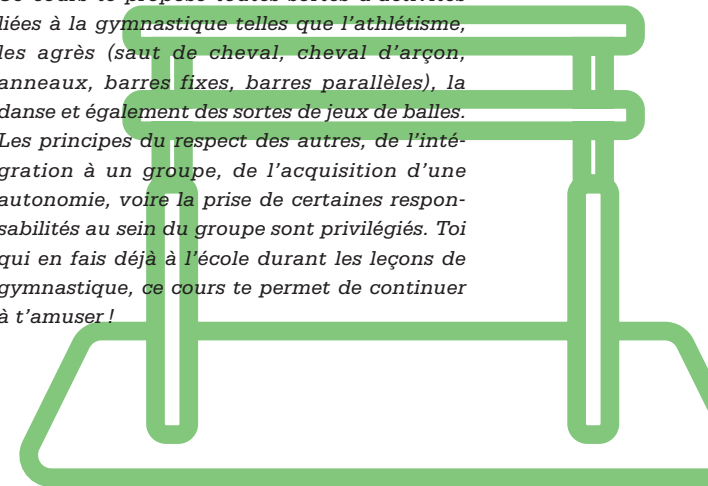 liées à la gymnastique telles que l'athlétisme,
les agrès (saut de cheval, cheval d'arçon,
anneaux, barres fixes, barres parallèles), la
danse et également des sortes de jeux de balles.
Les principes du respect des autres, de l'inté-
gration à un groupe, de l'acquisition d'une
autonomie, voire la prise de certaines respon-
sabilités au sein du groupe sont privilégiés. Toi
qui en fais déjà à l'école durant les leçons de
gymnastique, ce cours te permet de continuer
à t'amuser !